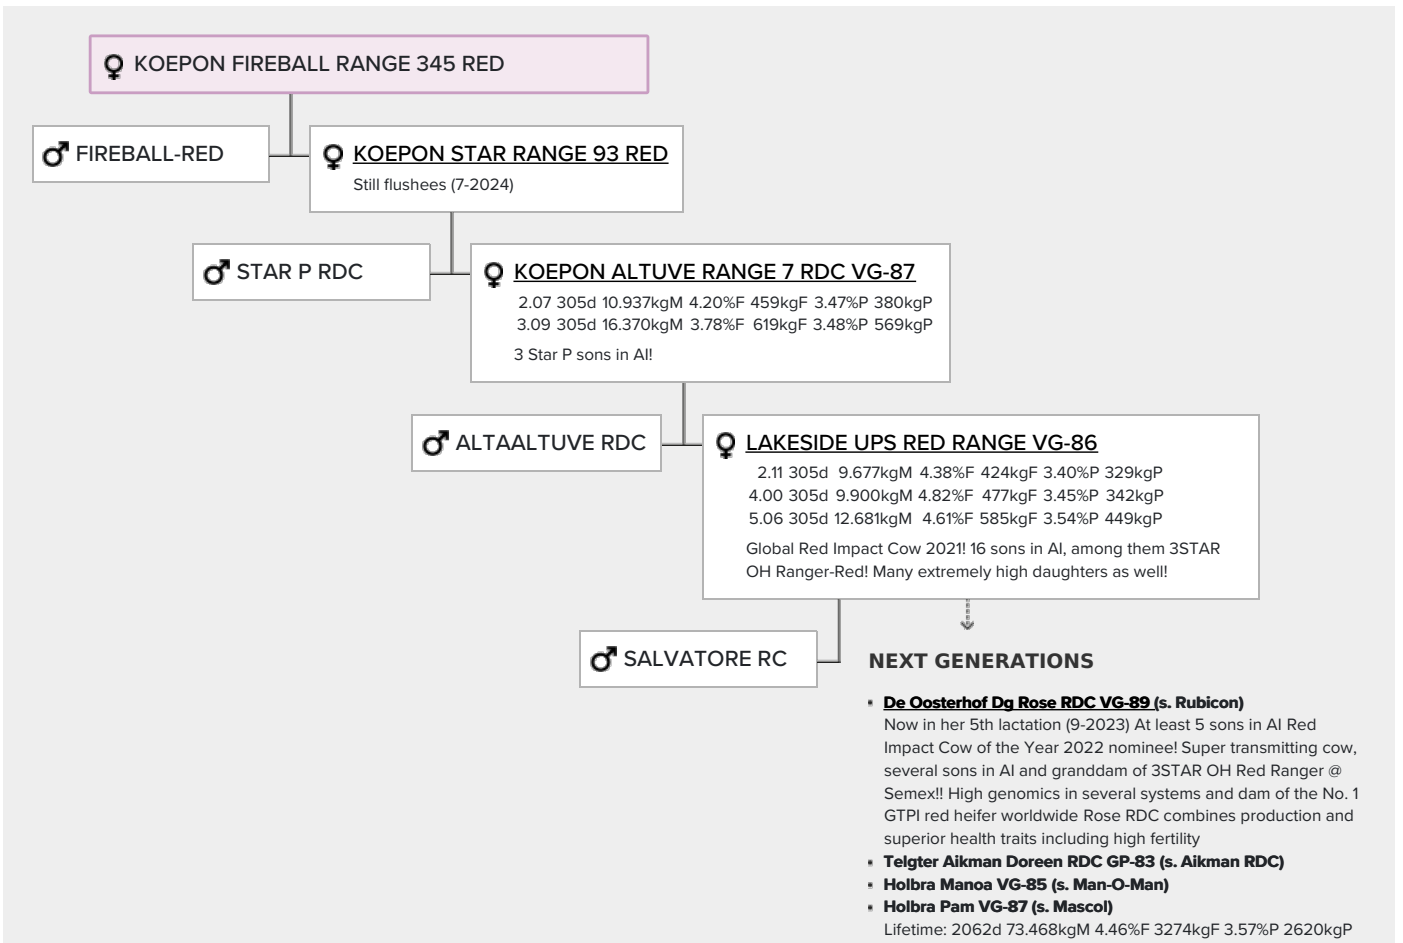 KOEPON FIREBALL RANGE 345 RED
FIREBALL-RED
KOEPON STAR RANGE 93 RED
Still flushees (7-2024)
STAR P RDC
KOEPON ALTUVE RANGE 7 RDC VG-87
2.07 305d 10.937kgM 4.20%F 459kgF 3.47%P 380kgP
3.09 305d 16.370kgM 3.78%F 619kgF 3.48%P 569kgP
3 Star P sons in AI!
ALTAALTUVE RDC
LAKESIDE UPS RED RANGE VG-86
2.11 305d 9.677kgM 4.38%F 424kgF 3.40%P 329kgP
4.00 305d 9.900kgM 4.82%F 477kgF 3.45%P 342kgP
5.06 305d 12.681kgM 4.61%F 585kgF 3.54%P 449kgP
Global Red Impact Cow 2021! 16 sons in AI, among them 3STAR
OH Ranger-Red! Many extremely high daughters as well!
SALVATORE RC
NEXT GENERATIONS
De Oosterhof Dg Rose RDC VG-89 (s. Rubicon)
Now in her 5th lactation (9-2023) At least 5 sons in AI Red
Impact Cow of the Year 2022 nominee! Super transmitting cow,
several sons in AI and granddam of 3STAR OH Red Ranger @
Semex!! High genomics in several systems and dam of the No. 1
GTPI red heifer worldwide Rose RDC combines production and
superior health traits including high fertility
Telgter Aikman Doreen RDC GP-83 (s. Aikman RDC)
Holbra Manoa VG-85 (s. Man-O-Man)
Holbra Pam VG-87 (s. Mascol)
Lifetime: 2062d 73.468kgM 4.46%F 3274kgF 3.57%P 2620kgP